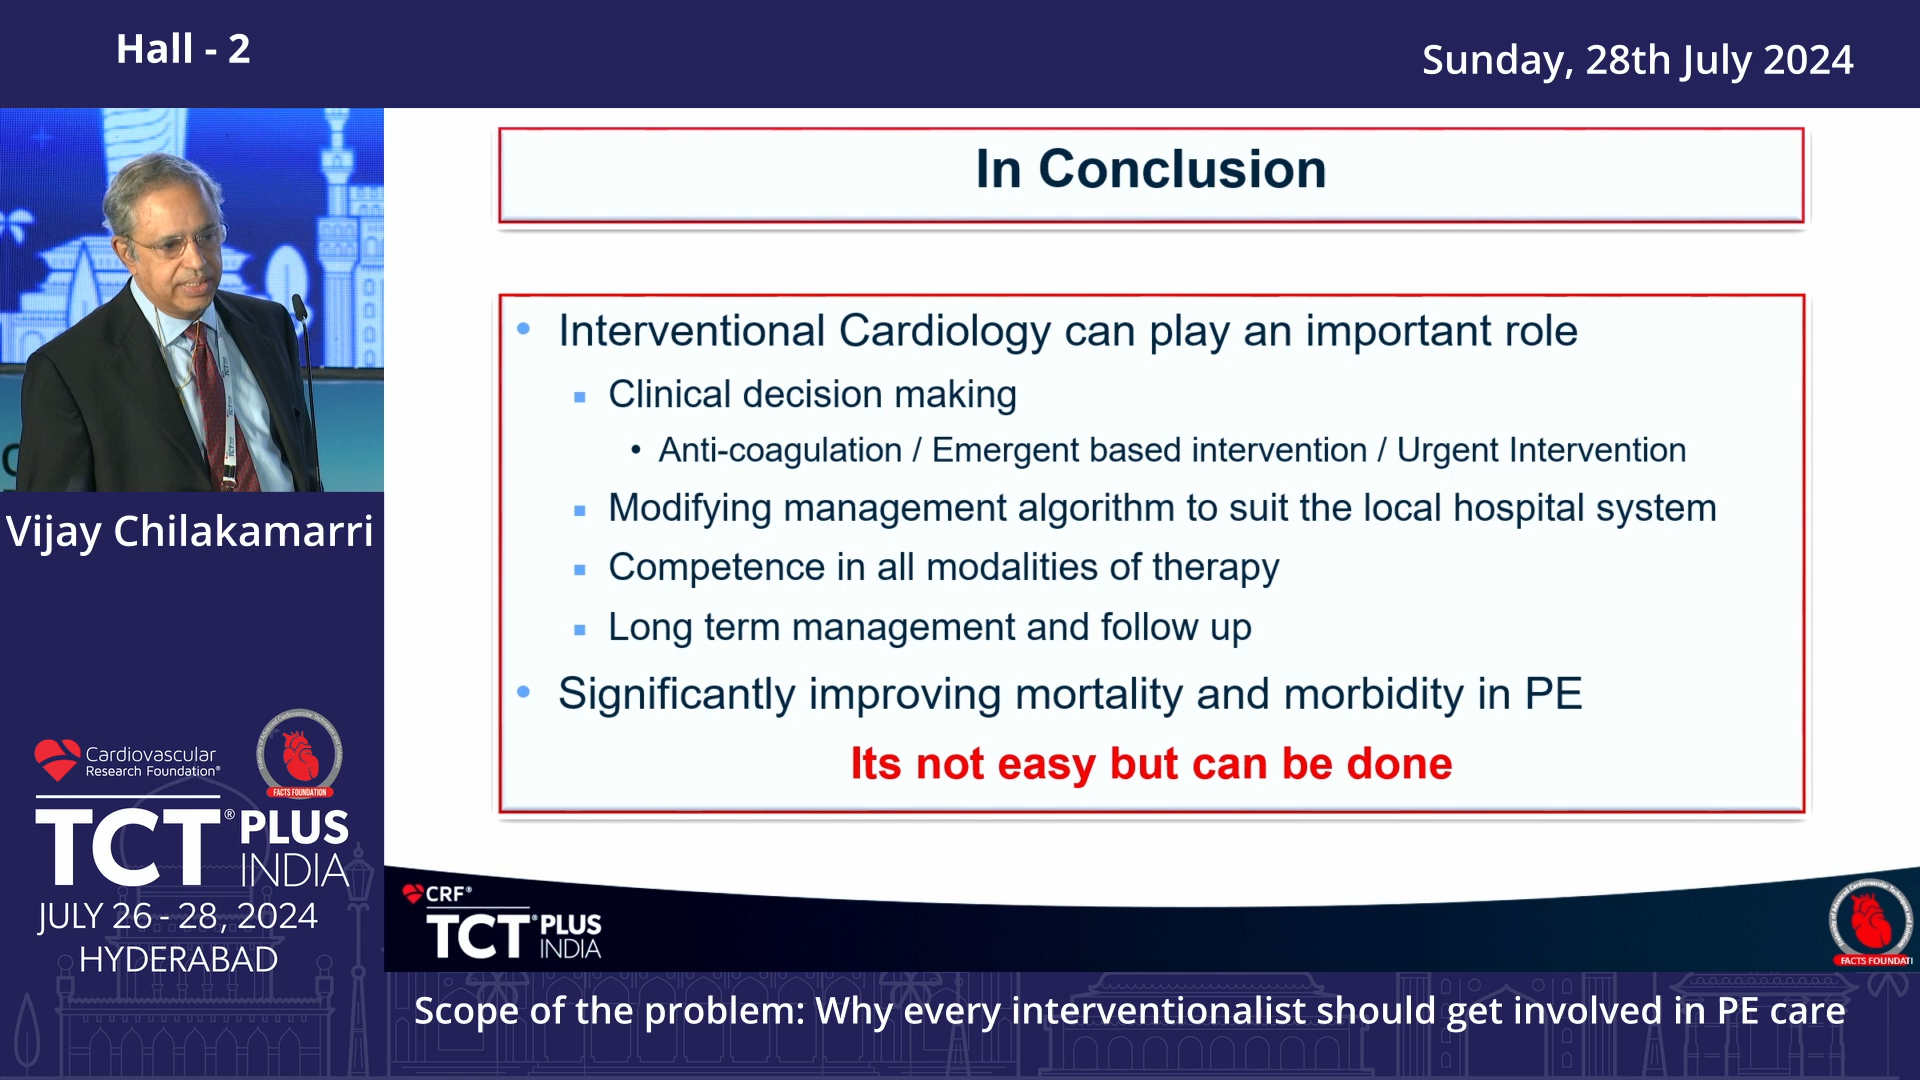 Hall - 2
Sunday, 28th July 2024
In Conclusion
Interventional Cardiology can play an important role
Clinical decision making
Anti-coagulation / Emergent based intervention / Urgent Intervention
Modifying management algorithm to suit the local hospital system
Competence in all modalities of therapy
Long term management and follow up
Significantly improving mortality and morbidity in PE
Its not easy but can be done
Vijay Chilakamarri
Cardiovascular
Research Foundation®
FACTS FOUNDATION
TCT® PLUS
INDIA
JULY 26 - 28, 2024
HYDERABAD
CRF®
TCT® PLUS
INDIA
FACTS FOUNDATI
Scope of the problem: Why every interventionalist should get involved in PE care